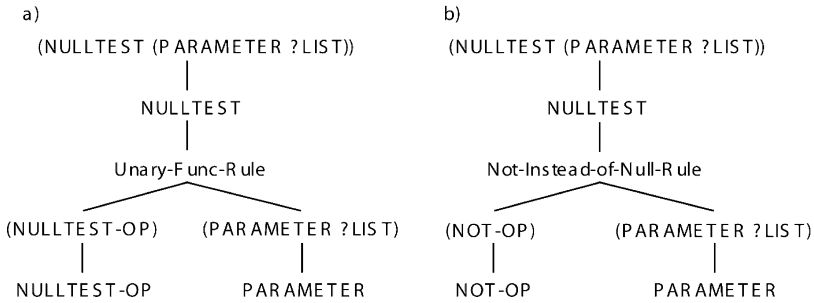 a)
(NULLTEST (PARAMETER ?LIST))
NULLTEST
Unary-Func-Rule
(NULLTEST-OP) (PARAMETER ?LIST)
NULLTEST-OP PARAMETER
b)
(NULLTEST (PARAMETER ?LIST))
NULLTEST
Not-Instead-of-Null-Rule
(NOT-OP) (PARAMETER ?LIST)
NOT-OP PARAMETER